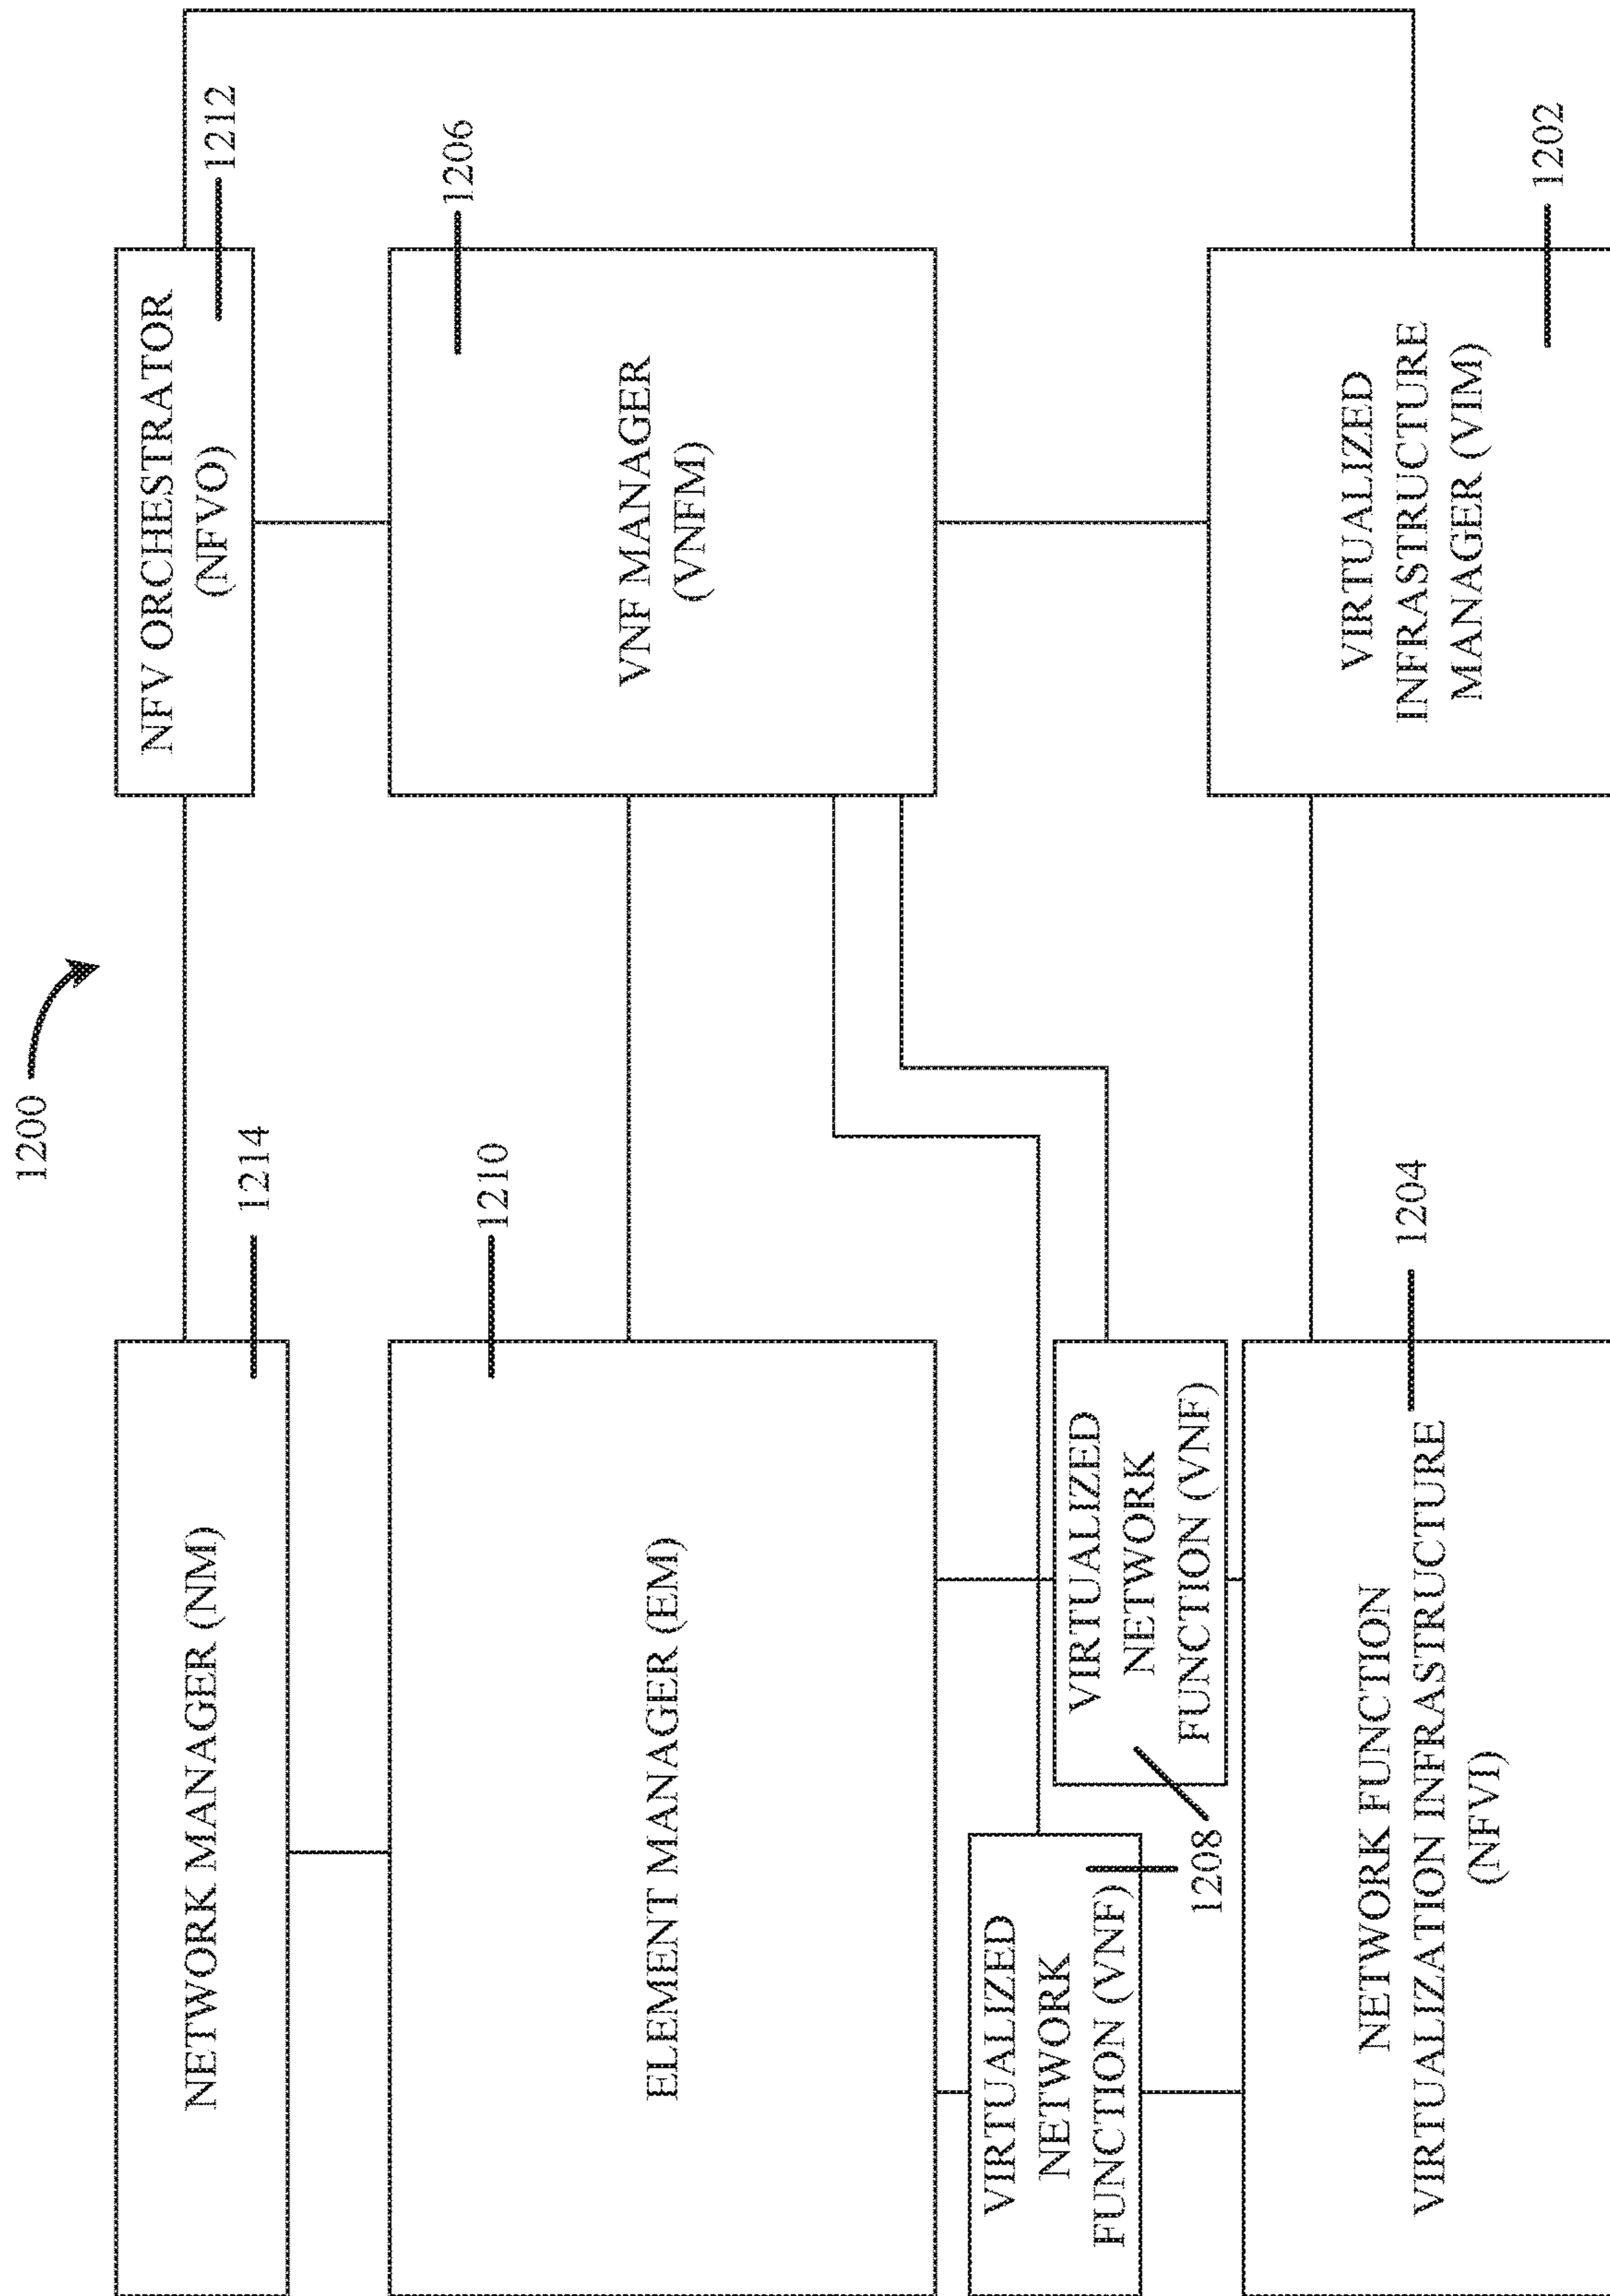 1200
NETWORK MANAGER (NM)
1214
NFV ORCHESTRATOR
(NFVO)
1212
ELEMENT MANAGER (EM)
1210
VNF MANAGER
(VNFM)
1206
VIRTUALIZED
NETWORK
FUNCTION (VNF)
1208
VIRTUALIZED
NETWORK
FUNCTION (VNF)
NETWORK FUNCTION
VIRTUALIZATION INFRASTRUCTURE
(NFVI)
1204
VIRTUALIZED
INFRASTRUCTURE
MANAGER (VIM)
1202